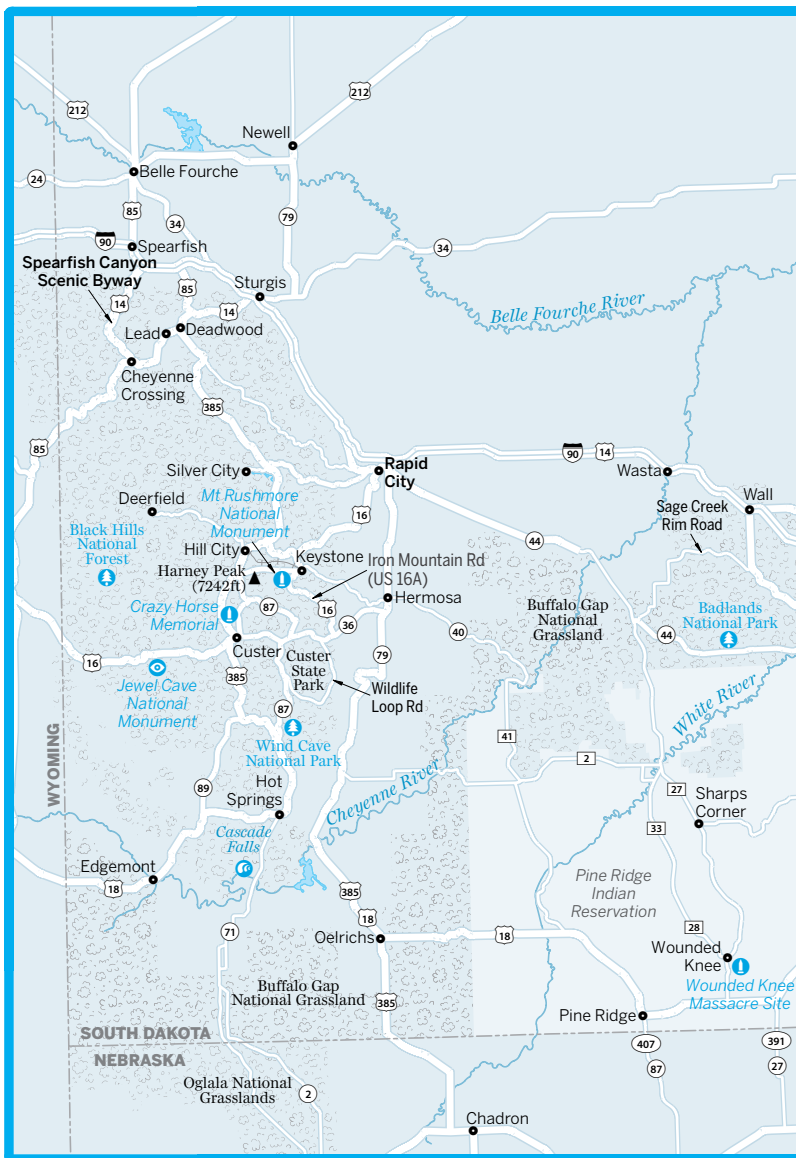 212
212
Newell
24
Belle Fourche
85
34
79
90
Spearfish
34
Spearfish Canyon
Scenic Byway
Sturgis
85
14
14
Belle Fourche River
Lead
Deadwood
Cheyenne
Crossing
385
85
90
14
Silver City
Rapid
City
Wasta
Mt Rushmore
National
Monument
Deerfield
Wall
16
Sage Creek
Rim Road
Black Hills
National
Forest
44
Hill City
Keystone
Iron Mountain Rd
(US 16A)
Harney Peak
(7242ft)
Hermosa
87
16
Buffalo Gap
National
Grassland
Badlands
National Park
Crazy Horse
Memorial
36
40
44
Custer
79
16
Custer
State
Park
385
Jewel Cave
National
Monument
Wildlife
Loop Rd
White River
87
41
WYOMING
Wind Cave
National Park
2
Hot
Springs
89
27
Cheyenne River
Sharps
Corner
33
Cascade
Falls
Edgemont
18
385
Pine Ridge
Indian
Reservation
18
71
28
Oelrichs
18
Wounded
Knee
Buffalo Gap
National Grassland
385
Wounded Knee
Massacre Site
Pine Ridge
SOUTH DAKOTA
407
391
NEBRASKA
87
27
Oglala National
Grasslands
2
Chadron